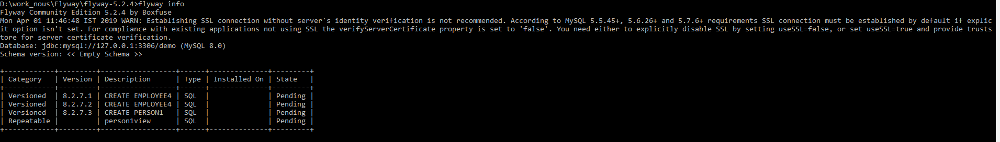 D:\work_nous\Flyway\flyway-5.2.4>flyway info
Flyway Community Edition 5.2.4 by Boxfuse
Mon Apr 01 11:46:48 IST 2019 WARN: Establishing SSL connection without server's identity verification is not recommended. According to MySQL 5.5.45+, 5.6.26+ and 5.7.6+ requirements SSL connection must be established by default if explic
it option isn't set. For compliance with existing applications not using SSL the verifyServerCertificate property is set to 'false'. You need either to explicitly disable SSL by setting useSSL=false, or set useSSL=true and provide trusts
tore for server certificate verification.
Database: jdbc:mysql://127.0.0.1:3306/demo (MySQL 8.0)
Schema version: << Empty Schema >>

+------------+---------+------------------+------+--------------+---------+
| Category   | Version | Description      | Type | Installed On | State   |
+------------+---------+------------------+------+--------------+---------+
| Versioned  | 8.2.7.1 | CREATE EMPLOYEE4 | SQL  |              | Pending |
| Versioned  | 8.2.7.2 | CREATE EMPLOYEE4 | SQL  |              | Pending |
| Versioned  | 8.2.7.3 | CREATE PERSON1   | SQL  |              | Pending |
| Repeatable |         | person1view      | SQL  |              | Pending |
+------------+---------+------------------+------+--------------+---------+